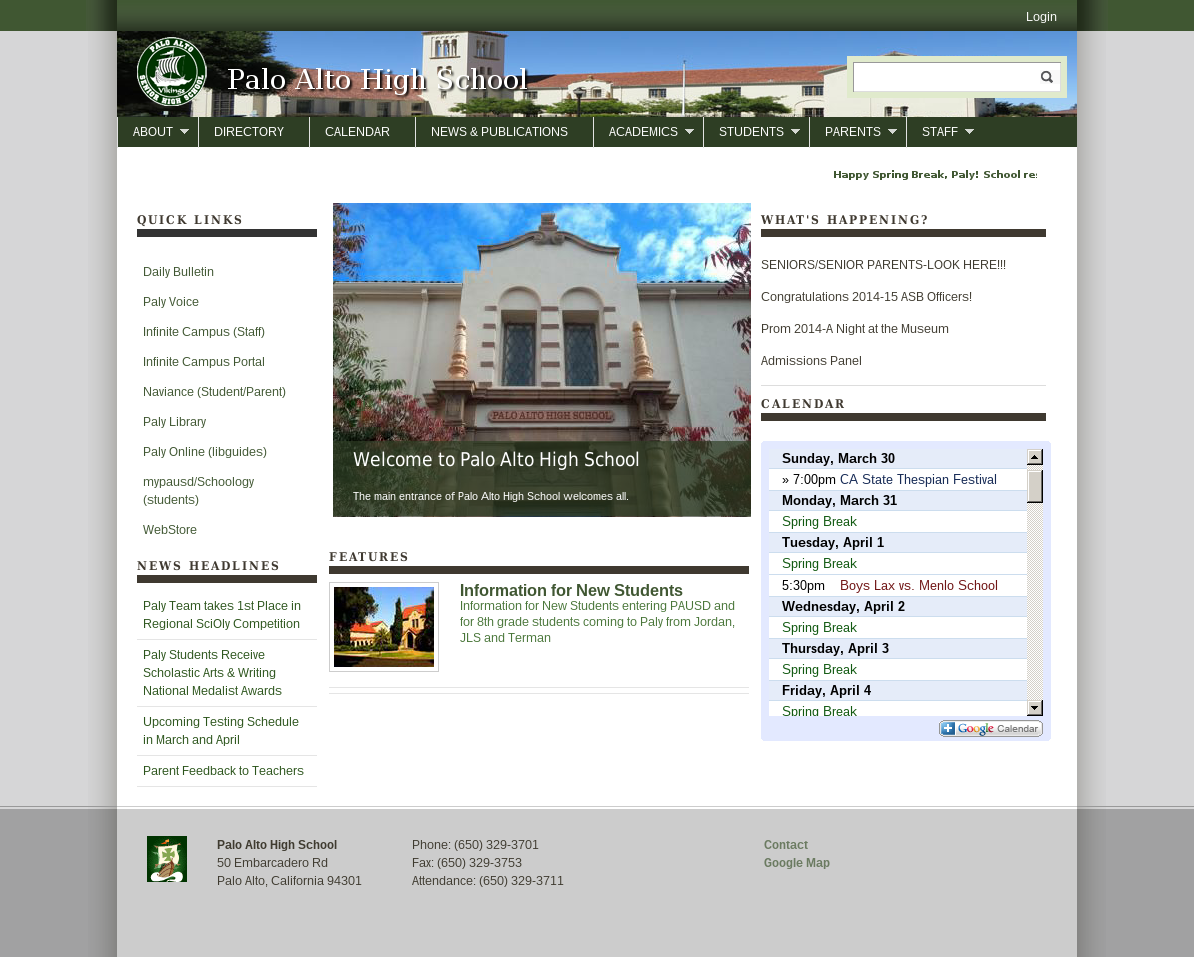 Login
PALO ALTO
Vikings
SENIOR HIGH SCHOOL
Palo Alto High School
ABOUT DIRECTORY CALENDAR NEWS & PUBLICATIONS ACADEMICS STUDENTS PARENTS STAFF
Happy Spring Break, Paly! School re
QUICK LINKS
Daily Bulletin
Paly Voice
Infinite Campus (Staff)
Infinite Campus Portal
Naviance (Student/Parent)
Paly Library
Paly Online (libguides)
mypausd/Schoology
(students)
WebStore
NEWS HEADLINES
Paly Team takes 1st Place in
Regional SciOly Competition
Paly Students Receive
Scholastic Arts & Writing
National Medalist Awards
Upcoming Testing Schedule
in March and April
Parent Feedback to Teachers
PALO ALTO HIGH SCHOOL
Welcome to Palo Alto High School
The main entrance of Palo Alto High School welcomes all.
FEATURES
Information for New Students
Information for New Students entering PAUSD and
for 8th grade students coming to Paly from Jordan,
JLS and Terman
WHAT'S HAPPENING?
SENIORS/SENIOR PARENTS-LOOK HERE!!!
Congratulations 2014-15 ASB Officers!
Prom 2014-A Night at the Museum
Admissions Panel
CALENDAR
Sunday, March 30
» 7:00pm CA State Thespian Festival
Monday, March 31
Spring Break
Tuesday, April 1
Spring Break
5:30pm Boys Lax vs. Menlo School
Wednesday, April 2
Spring Break
Thursday, April 3
Spring Break
Friday, April 4
Spring Break
Google Calendar
Palo Alto High School
50 Embarcadero Rd
Palo Alto, California 94301
Phone: (650) 329-3701
Fax: (650) 329-3753
Attendance: (650) 329-3711
Contact
Google Map